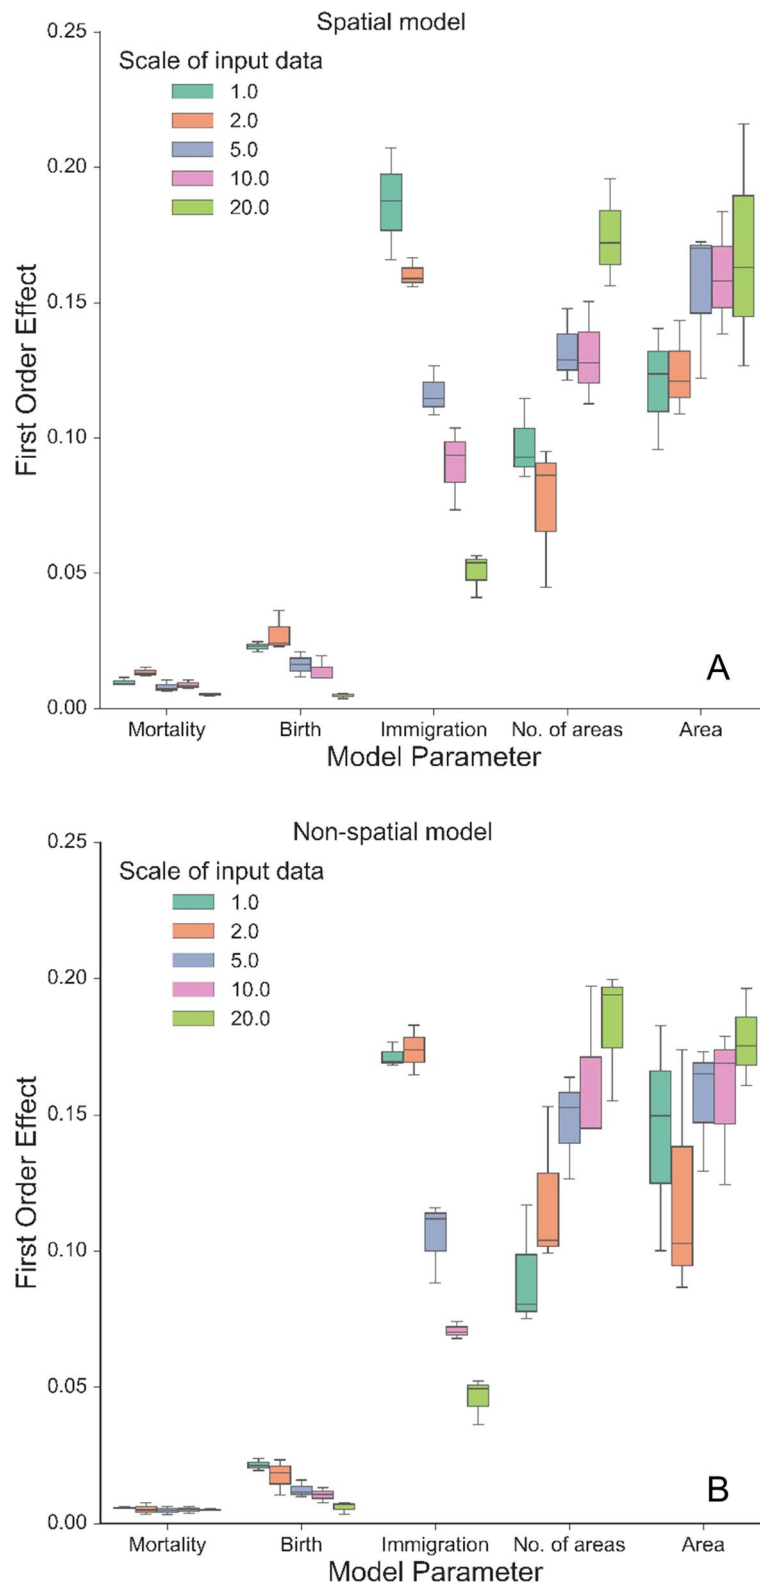 Spatial model
0.25
Scale of input data
1.0
2.0
5.0
10.0
20.0
0.20
0.15
0.10
0.05
0.00
First Order Effect
A
Mortality Birth Immigration No. of areas Area
Model Parameter
Non-spatial model
0.25
Scale of input data
1.0
2.0
5.0
10.0
20.0
0.20
0.15
0.10
0.05
0.00
First Order Effect
B
Mortality Birth Immigration No. of areas Area
Model Parameter